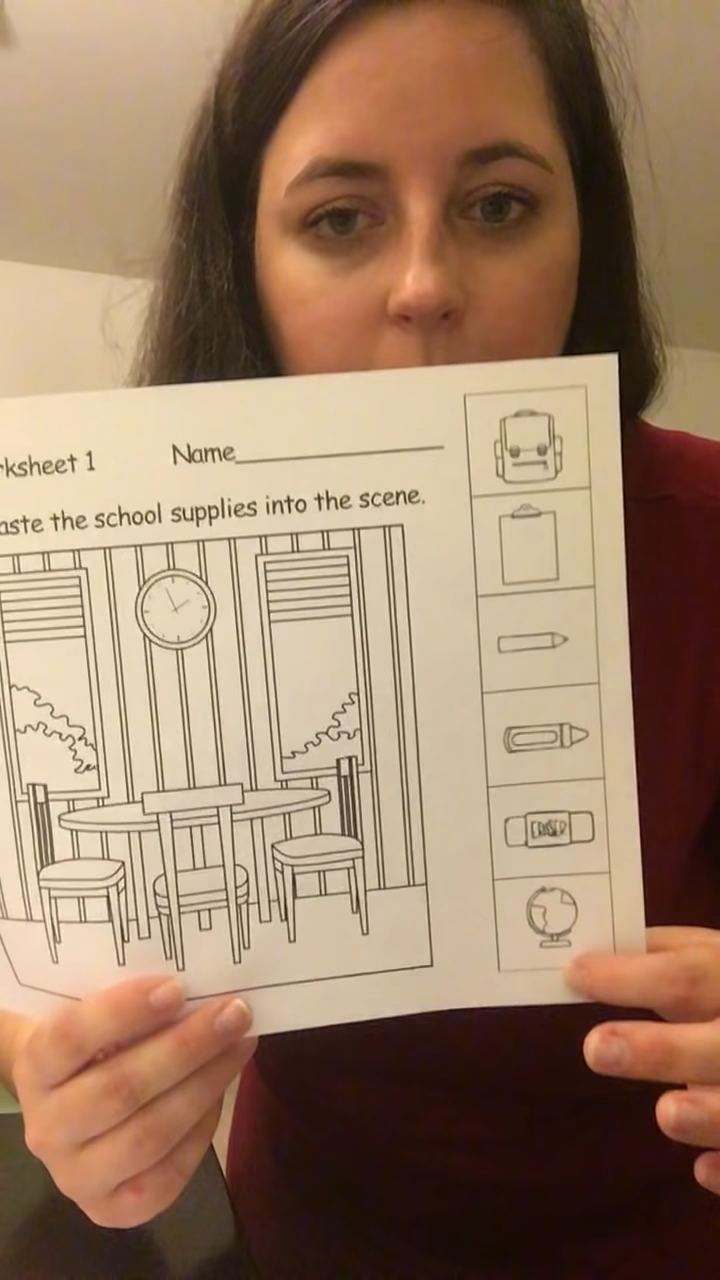 rksheet 1 Name
aste the school supplies into the scene.
ERASER